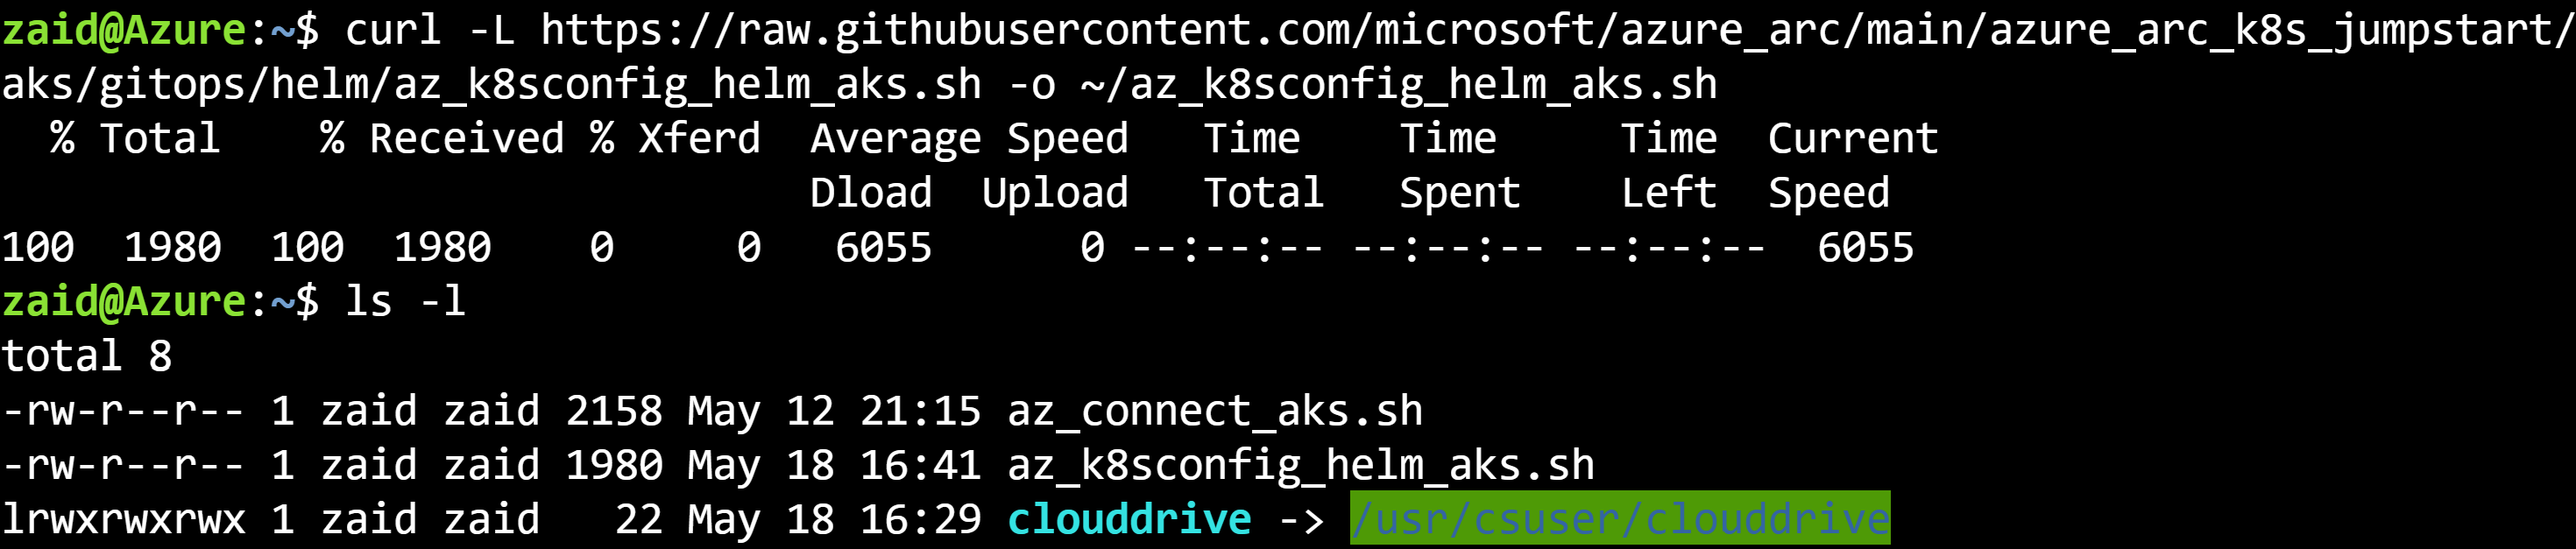 zaid@Azure:~$ curl -L https://raw.githubusercontent.com/microsoft/azure_arc/main/azure_arc_k8s_jumpstart/
aks/gitops/helm/az_k8sconfig_helm_aks.sh -o ~/az_k8sconfig_helm_aks.sh
  % Total    % Received % Xferd  Average Speed   Time    Time     Time  Current
                                 Dload  Upload   Total   Spent    Left  Speed
100  1980  100  1980    0     0   6055      0 --:--:-- --:--:-- --:--:--  6055
zaid@Azure:~$ ls -l
total 8
-rw-r--r-- 1 zaid zaid 2158 May 12 21:15 az_connect_aks.sh
-rw-r--r-- 1 zaid zaid 1980 May 18 16:41 az_k8sconfig_helm_aks.sh
lrwxrwxrwx 1 zaid zaid   22 May 18 16:29 clouddrive -> /usr/csuser/clouddrive